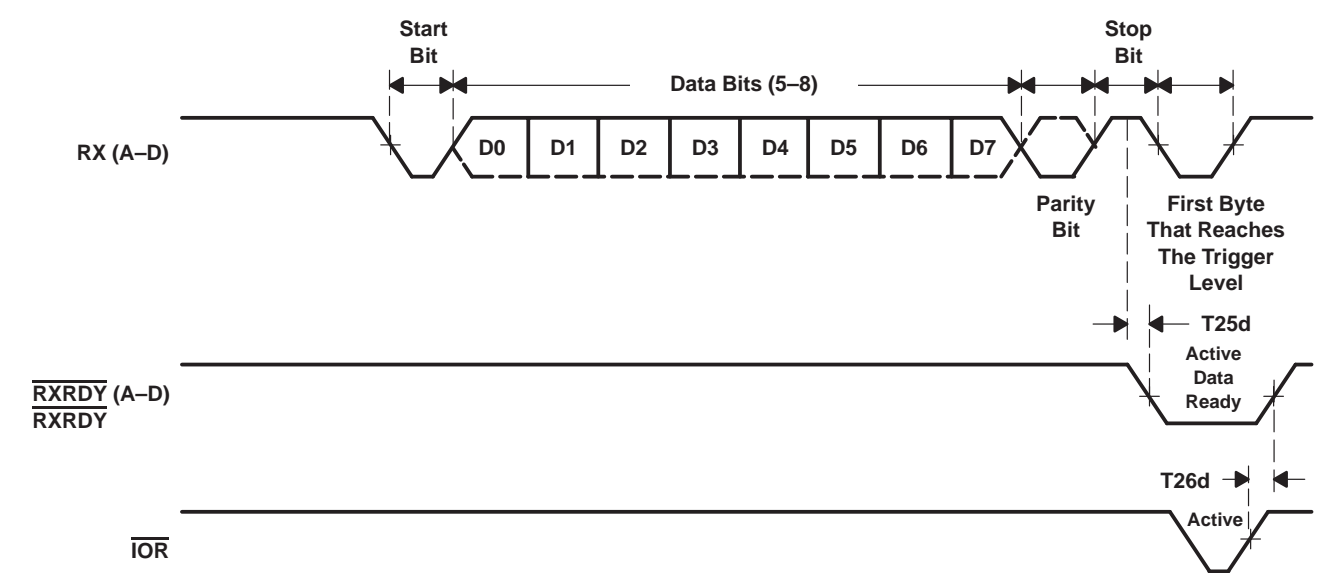 Start
Bit
Stop
Bit
Data Bits (5–8)
RX (A–D)
D0 D1 D2 D3 D4 D5 D6 D7
Parity
Bit
First Byte
That Reaches
The Trigger
Level
T25d
RXRDY (A–D)
RXRDY
Active
Data
Ready
T26d
IOR
Active